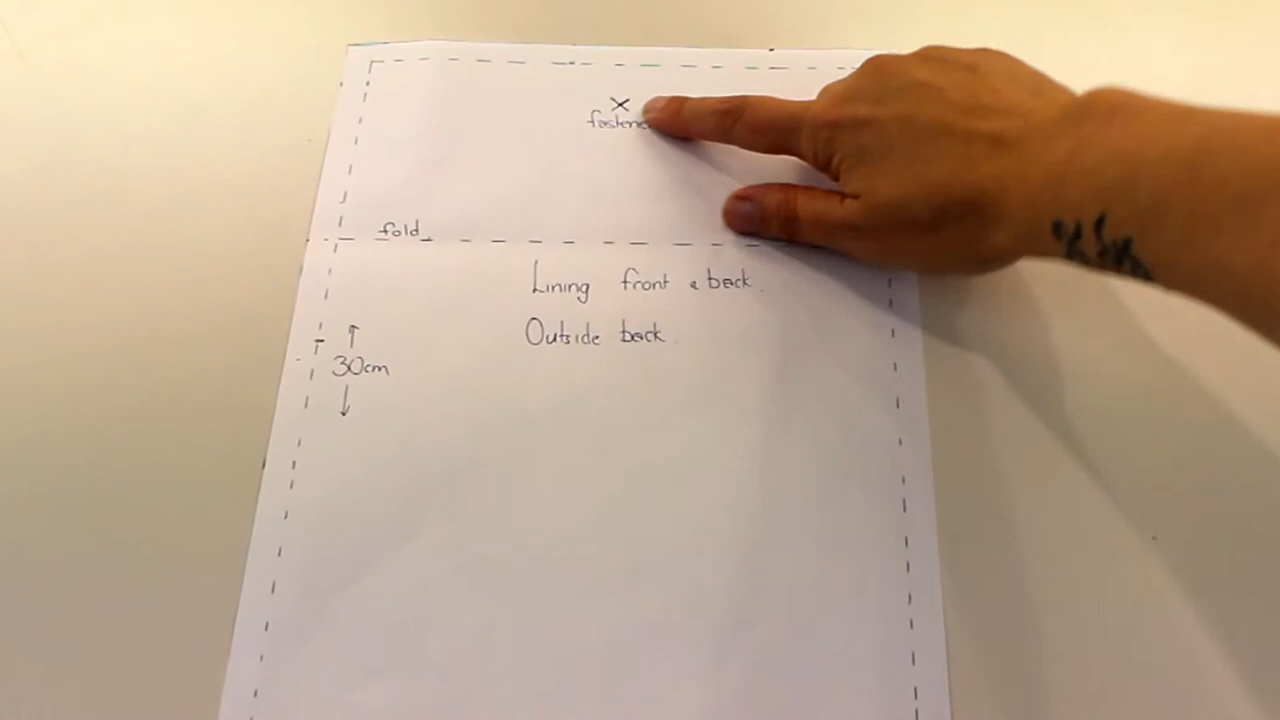 X
fold
Lining front & back.
Outside back.
30cm